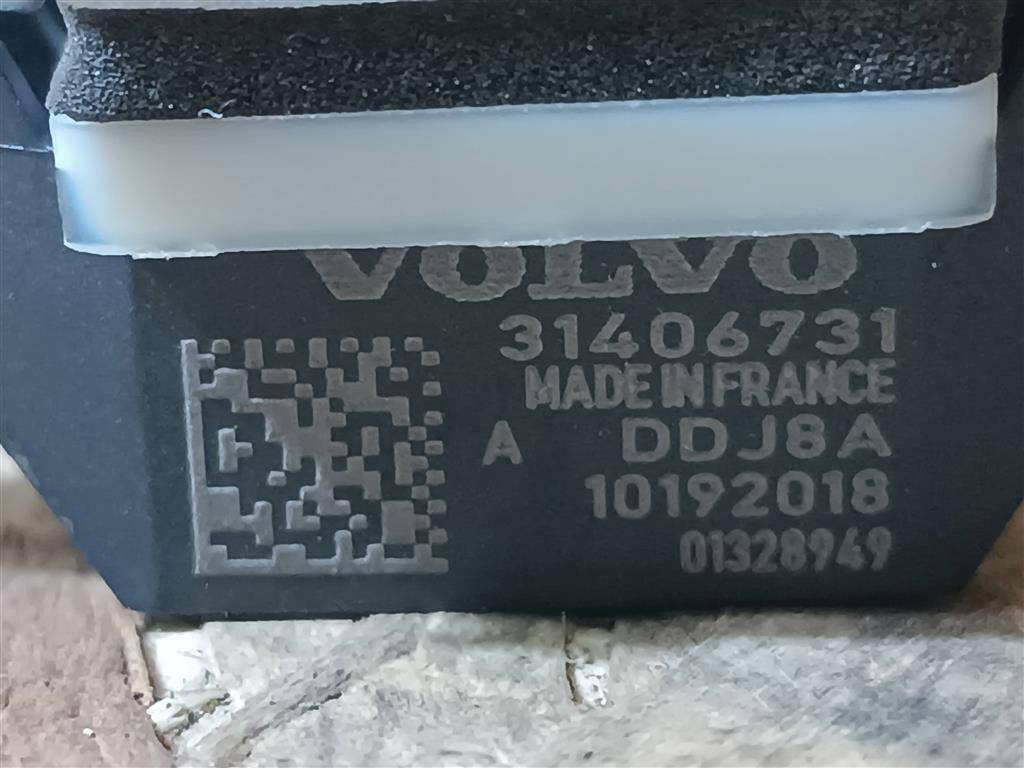 VOLVO
31406731
MADE IN FRANCE
A DDJ8A
10192018
01328949